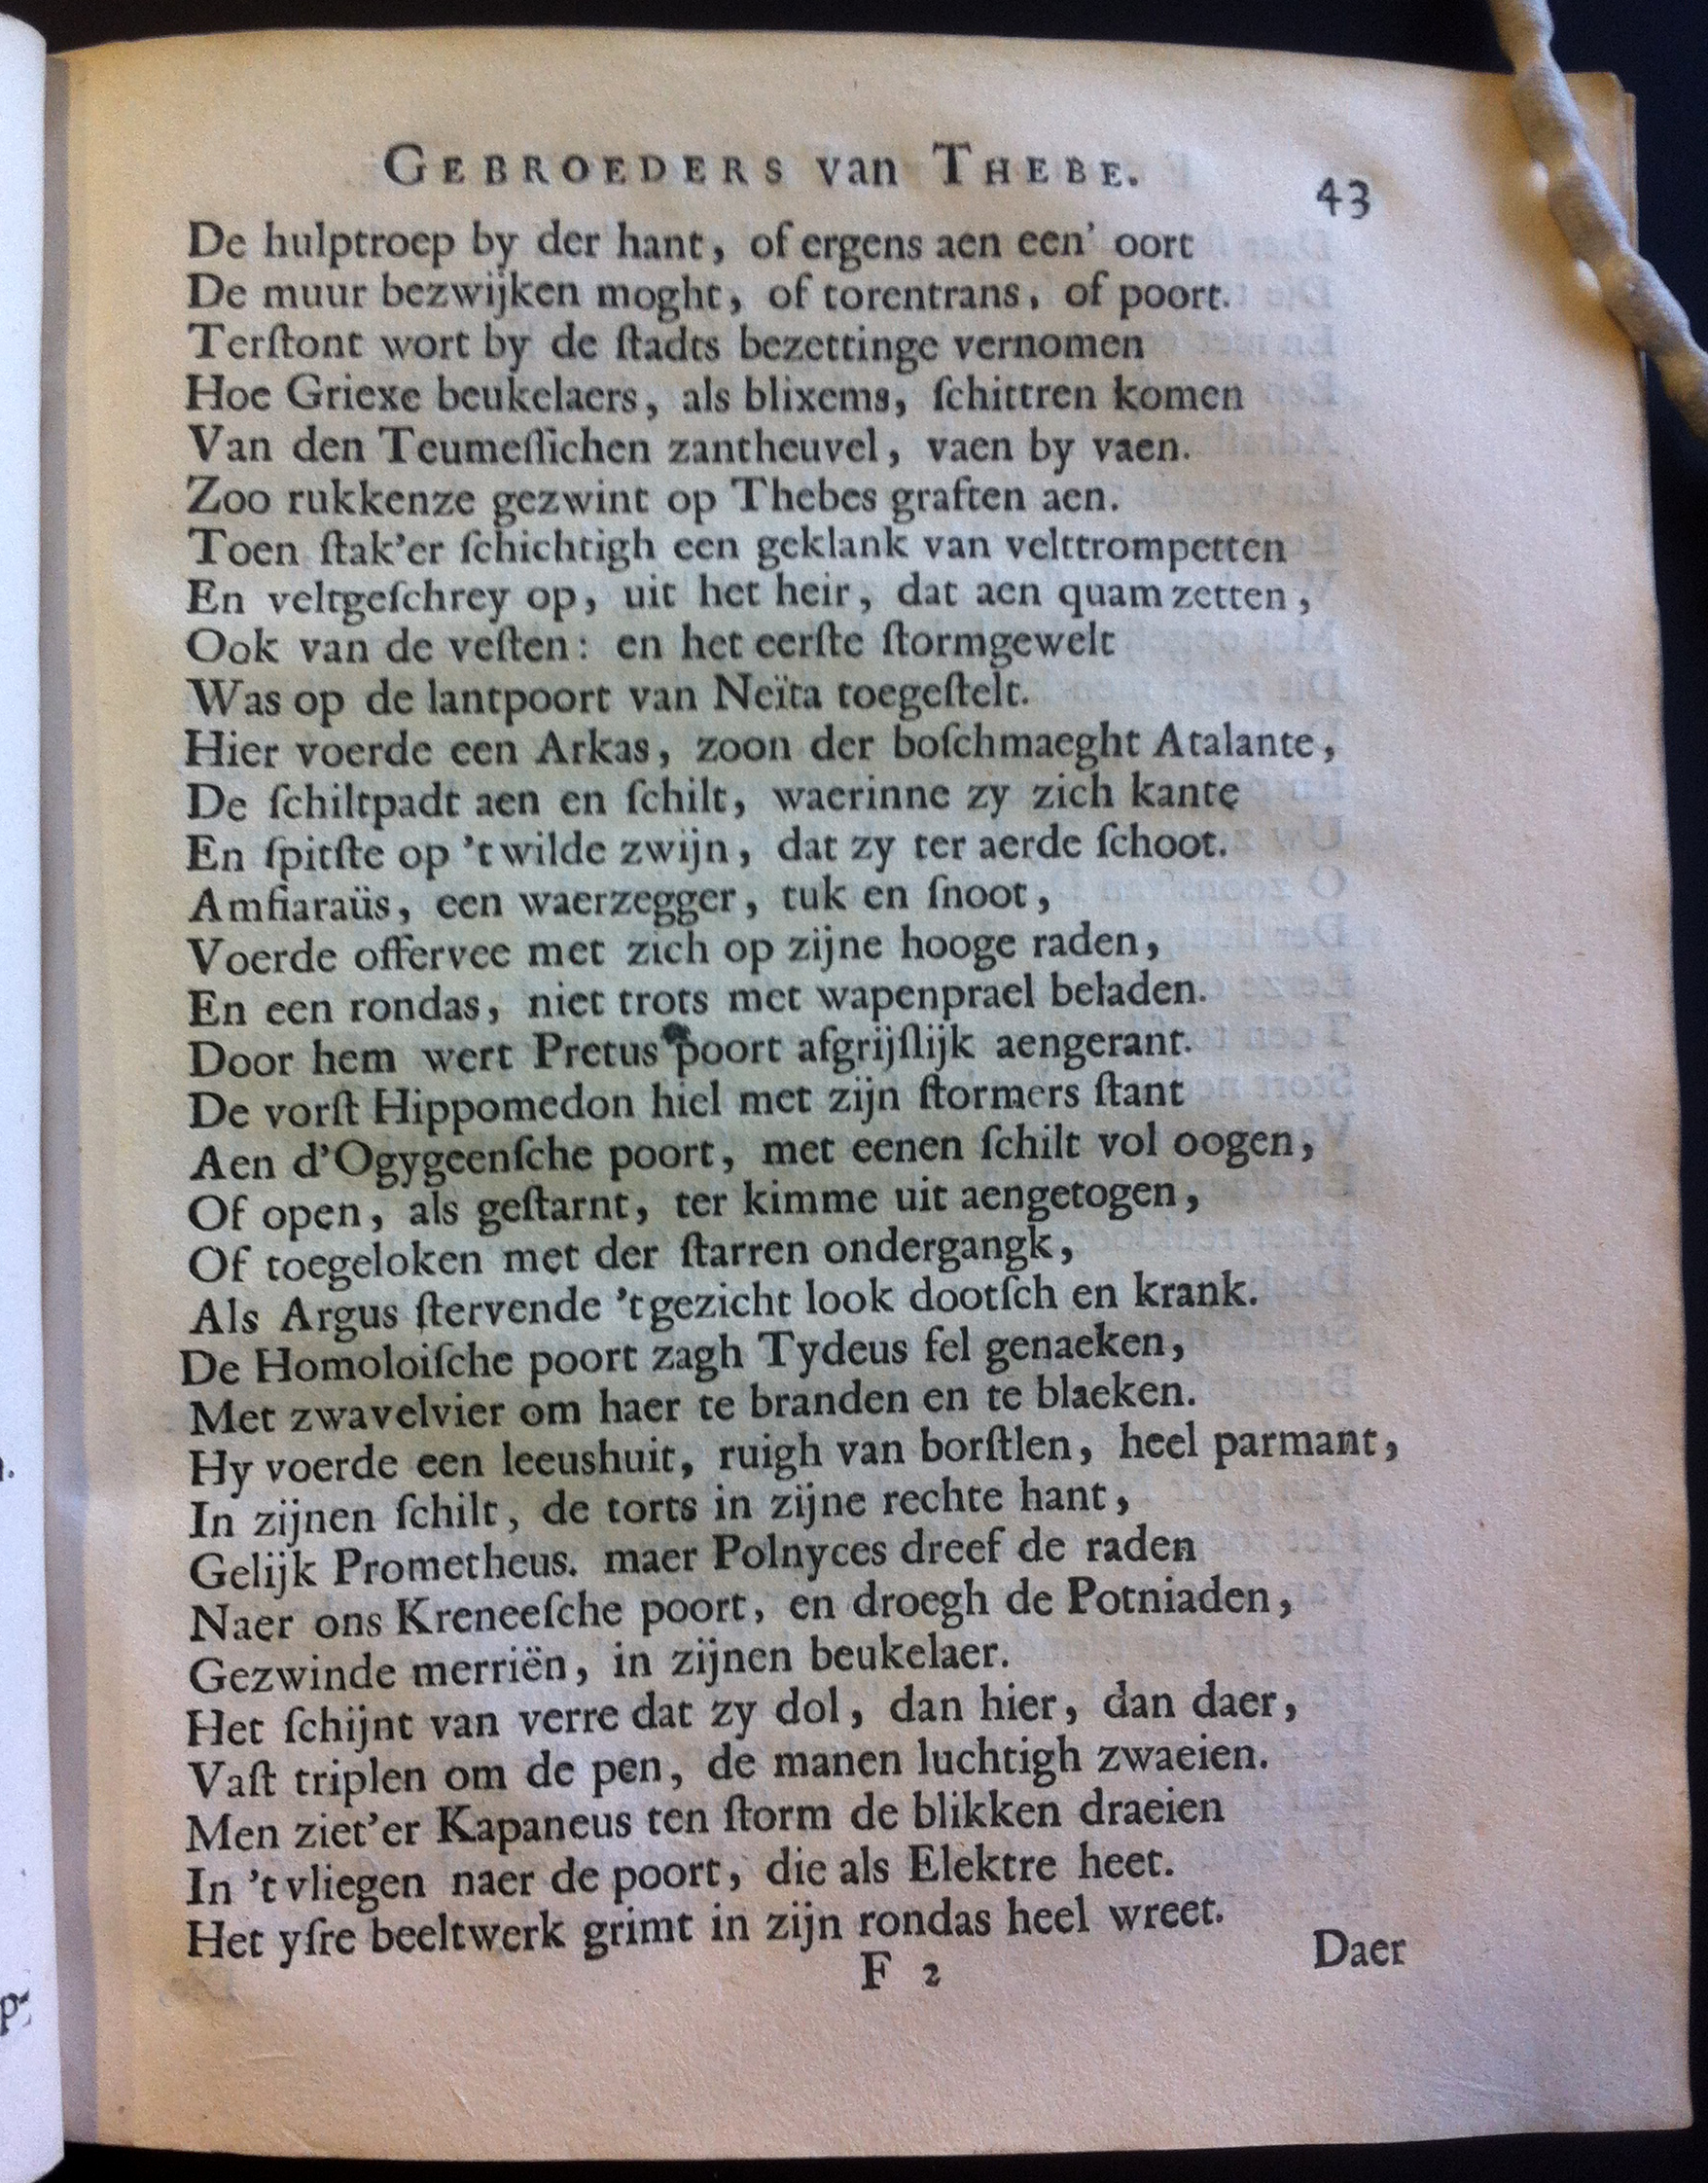 GEBROEDERS van THEBE. 43
De hulptroep by der hant, of ergens aen een' oort
De muur bezwijken moght, of torentrans, of poort.
Terſtont wort by de ſtadts bezettinge vernomen
Hoe Griexe beukelaers, als blixems, ſchittren komen
Van den Teumeſſichen zantheuvel, vaen by vaen.
Zoo rukkenze gezwint op Thebes graften aen.
Toen ſtak'er ſchichtigh een geklank van velttrompetten
En veltgeſchrey op, uit het heir, dat aen quam zetten,
Ook van de veſten: en het eerſte ſtormgewelt
Was op de lantpoort van Neïta toegeſtelt.
Hier voerde een Arkas, zoon der boſchmaeght Atalante,
De ſchiltpadt aen en ſchilt, waerinne zy zich kante
En ſpitſte op 't wilde zwijn, dat zy ter aerde ſchoot.
Amfiaraüs, een waerzegger, tuk en ſnoot,
Voerde offervee met zich op zijne hooge raden,
En een rondas, niet trots met wapenprael beladen.
Door hem wert Pretus poort afgrijſlijk aengerant.
De vorſt Hippomedon hiel met zijn ſtormers ſtant
Aen d'Ogygeenſche poort, met eenen ſchilt vol oogen,
Of open, als geſtarnt, ter kimme uit aengetogen,
Of toegeloken met der ſtarren ondergangk,
Als Argus ſtervende 't gezicht look dootſch en krank.
De Homoloiſche poort zagh Tydeus fel genaeken,
Met zwavelvier om haer te branden en te blaeken.
Hy voerde een leeushuit, ruigh van borſtlen, heel parmant,
In zijnen ſchilt, de torts in zijne rechte hant,
Gelijk Prometheus. maer Polnyces dreef de raden
Naer ons Kreneeſche poort, en droegh de Potniaden,
Gezwinde merriën, in zijnen beukelaer.
Het ſchijnt van verre dat zy dol, dan hier, dan daer,
Vaſt triplen om de pen, de manen luchtigh zwaeien.
Men ziet'er Kapaneus ten ſtorm de blikken draeien
In 't vliegen naer de poort, die als Elektre heet.
Het yſre beeltwerk grimt in zijn rondas heel wreet.
F 2 Daer